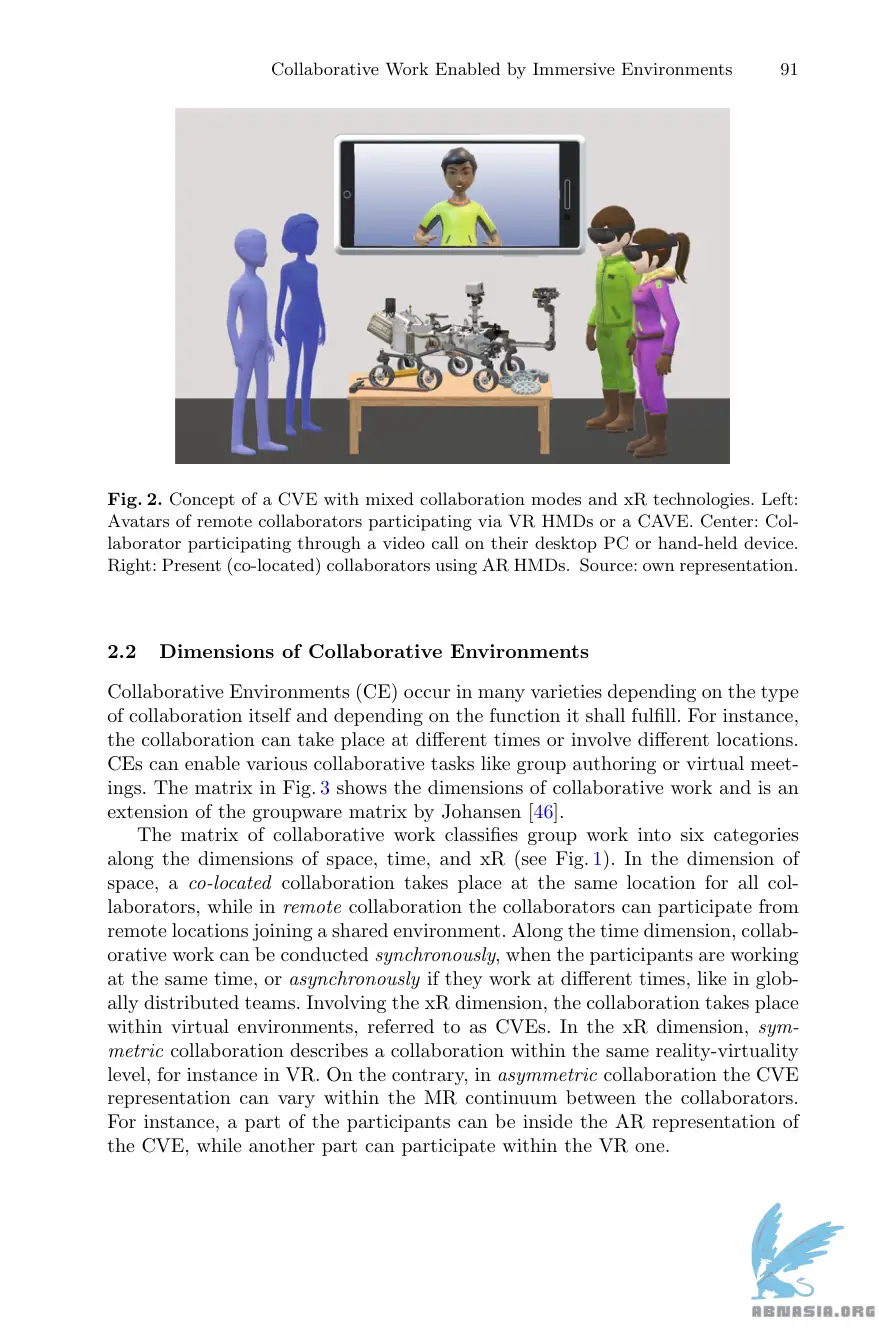 Collaborative Work Enabled by Immersive Environments 91
Fig. 2. Concept of a CVE with mixed collaboration modes and xR technologies. Left:
Avatars of remote collaborators participating via VR HMDs or a CAVE. Center: Col-
laborator participating through a video call on their desktop PC or hand-held device.
Right: Present (co-located) collaborators using AR HMDs. Source: own representation.
2.2 Dimensions of Collaborative Environments
Collaborative Environments (CE) occur in many varieties depending on the type
of collaboration itself and depending on the function it shall fulfill. For instance,
the collaboration can take place at different times or involve different locations.
CEs can enable various collaborative tasks like group authoring or virtual meet-
ings. The matrix in Fig. 3 shows the dimensions of collaborative work and is an
extension of the groupware matrix by Johansen [46].
The matrix of collaborative work classifies group work into six categories
along the dimensions of space, time, and xR (see Fig. 1). In the dimension of
space, a co-located collaboration takes place at the same location for all col-
laborators, while in remote collaboration the collaborators can participate from
remote locations joining a shared environment. Along the time dimension, collab-
orative work can be conducted synchronously, when the participants are working
at the same time, or asynchronously if they work at different times, like in glob-
ally distributed teams. Involving the xR dimension, the collaboration takes place
within virtual environments, referred to as CVEs. In the xR dimension, sym-
metric collaboration describes a collaboration within the same reality-virtuality
level, for instance in VR. On the contrary, in asymmetric collaboration the CVE
representation can vary within the MR continuum between the collaborators.
For instance, a part of the participants can be inside the AR representation of
the CVE, while another part can participate within the VR one.
ABNASIA.ORG